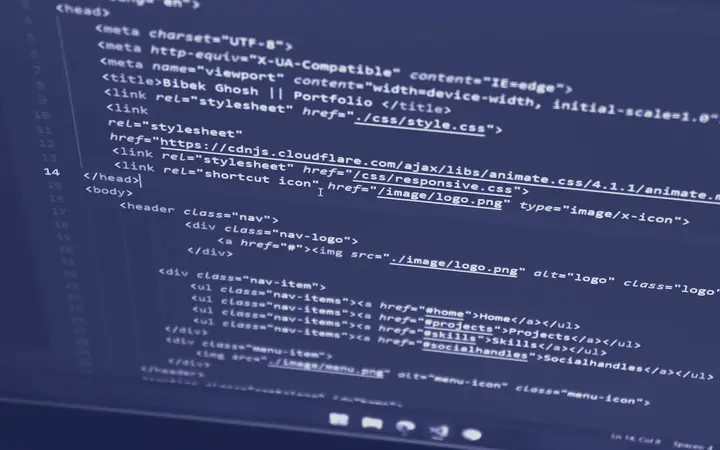 <head>
<meta charset="UTF-8">
<meta http-equiv="X-UA-Compatible" content="IE=edge">
<meta name="viewport" content="width=device-width, initial-scale=1.0"
<title>Bibek Ghosh || Portfolio </title>
<link rel="stylesheet" href="./css/style.css">
<link
rel="stylesheet"
href="https://cdnjs.cloudflare.com/ajax/libs/animate.css/4.1.1/animate.m
<link rel="stylesheet" href="/css/responsive.css">
<link rel="shortcut icon" href="/image/logo.png" type="image/x-icon">
14 </head>
<body>
<header class="nav">
<div class="nav-logo">
<a href="#"><img src="./image/logo.png" alt="logo" class="logo"
</div>
<div class="nav-item">
<ul class="nav-items"><a href="#home">Home</a></ul>
<ul class="nav-items"><a href="#projects">Projects</a></ul>
<ul class="nav-items"><a href="#skills">Skills</a></ul>
<ul class="nav-items"><a href="#socialhandles">Socialhandles</a></ul>
</div>
<div class="menu-item">
<img src="./image/menu.png" alt="menu-icon" class="menu-icon">
</div>
</header>